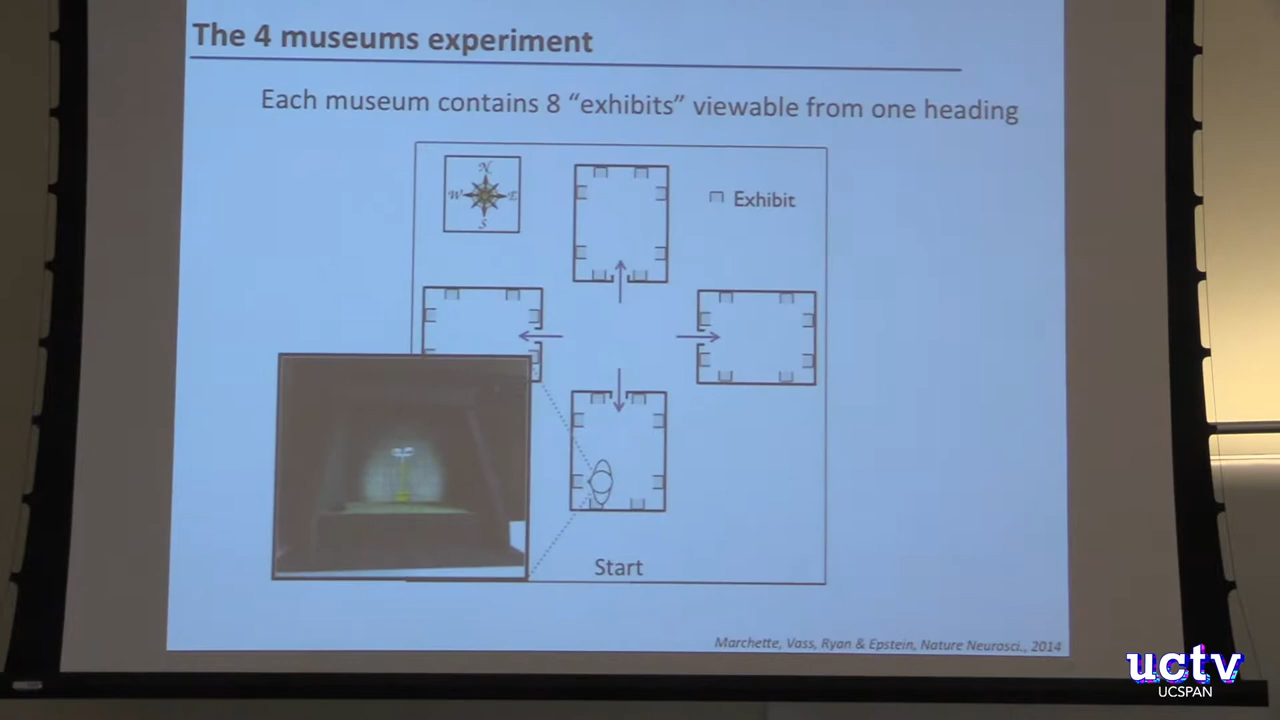 The 4 museums experiment
Each museum contains 8 “exhibits” viewable from one heading
N
W E
S
Exhibit
Start
Marchette, Vass, Ryan & Epstein, Nature Neurosci., 2014
uctv
UCSPAN